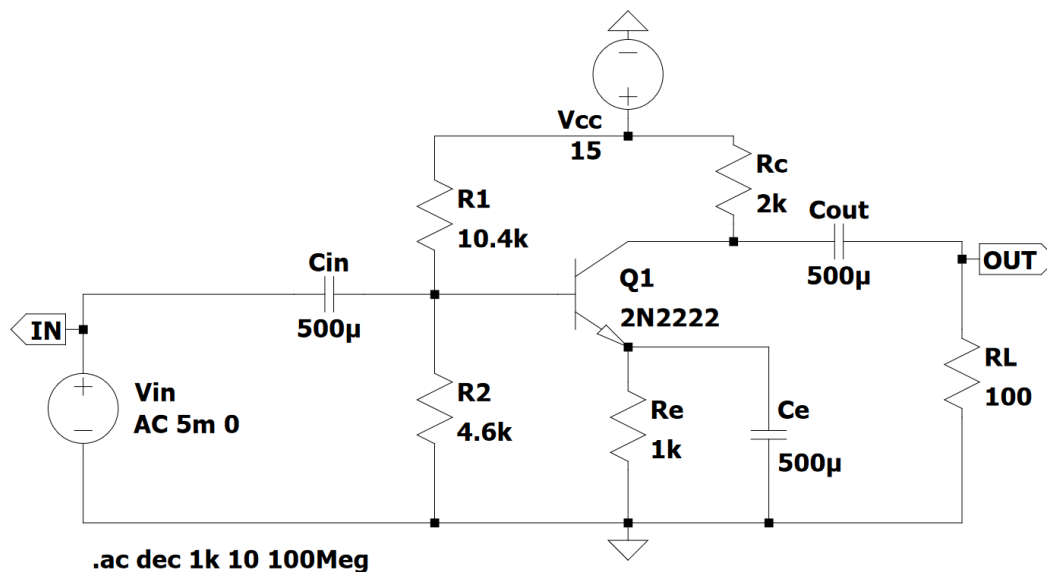 Vcc
15
Rc
2k
R1
10.4k
Cout
500µ
OUT
Cin
500µ
Q1
2N2222
IN
Vin
AC 5m 0
R2
4.6k
Re
1k
Ce
500µ
RL
100
.ac dec 1k 10 100Meg